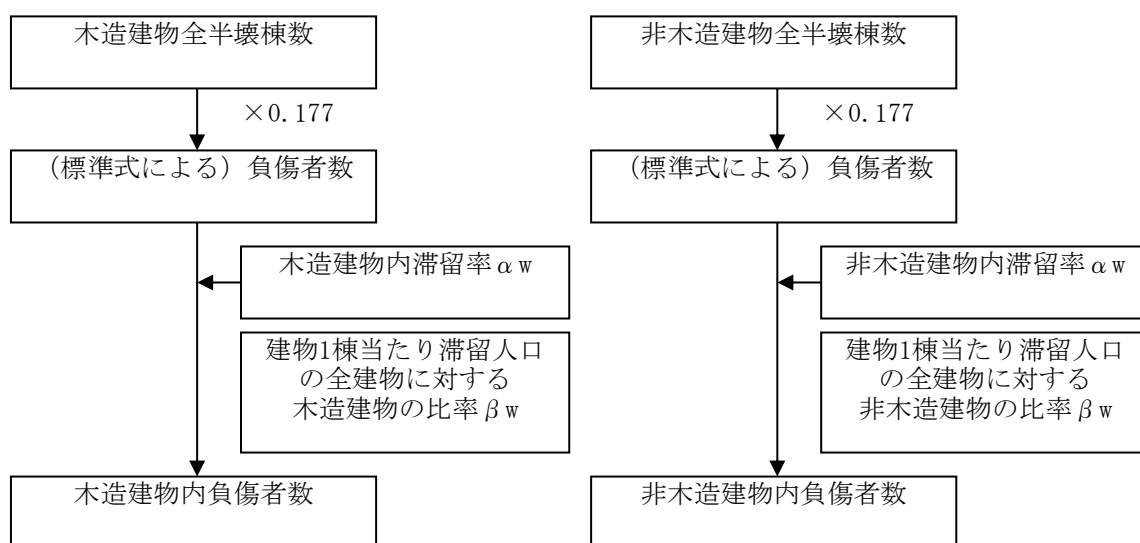 木造建物全半壊棟数
×0.177
（標準式による）負傷者数
木造建物内滞留率αw
建物1棟当たり滞留人口
の全建物に対する
木造建物の比率βw
木造建物内負傷者数
非木造建物全半壊棟数
×0.177
（標準式による）負傷者数
非木造建物内滞留率αw
建物1棟当たり滞留人口
の全建物に対する
非木造建物の比率βw
非木造建物内負傷者数